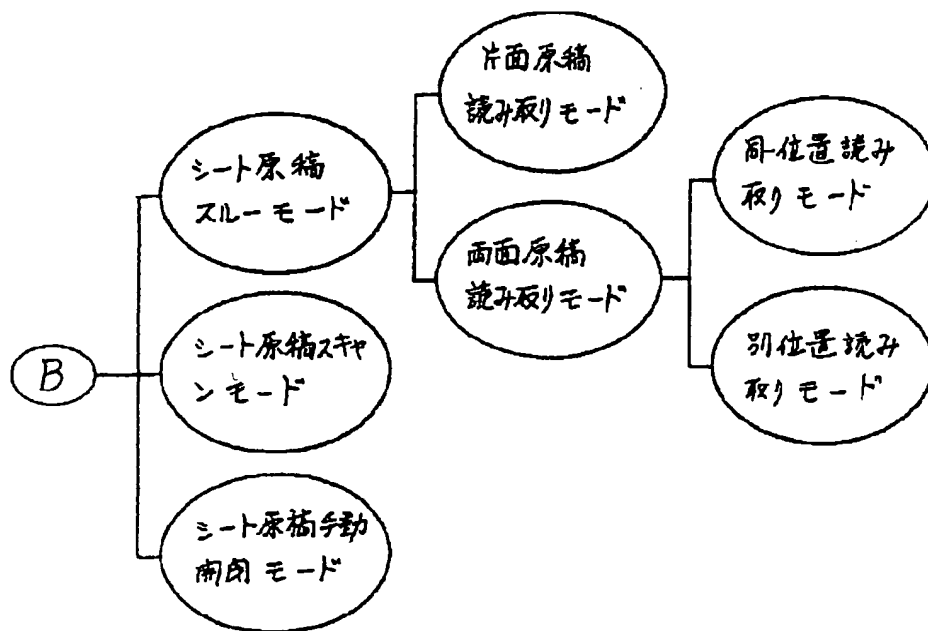 片面原稿
読み取りモード
同一位置読み
取りモード
シート原稿
スルーモード
両面原稿
読み取りモード
別位置読み
取りモード
B
シート原稿スキャ
ンモード
シート原稿手動
開閉モード